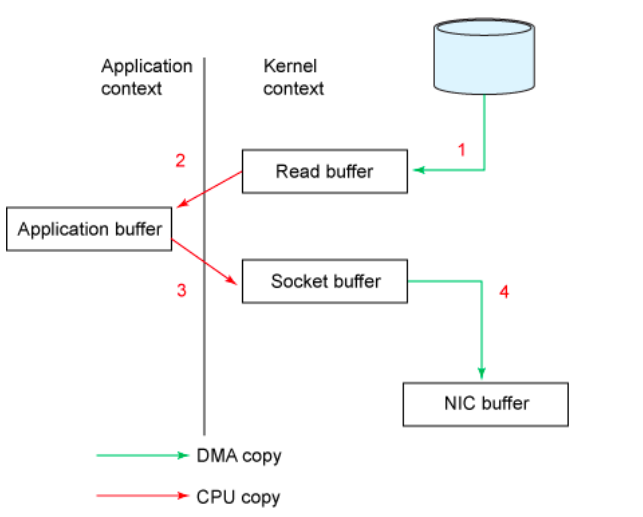 Application
context
Kernel
context
1
2
Read buffer
Application buffer
Socket buffer
3
4
NIC buffer
DMA copy
CPU copy